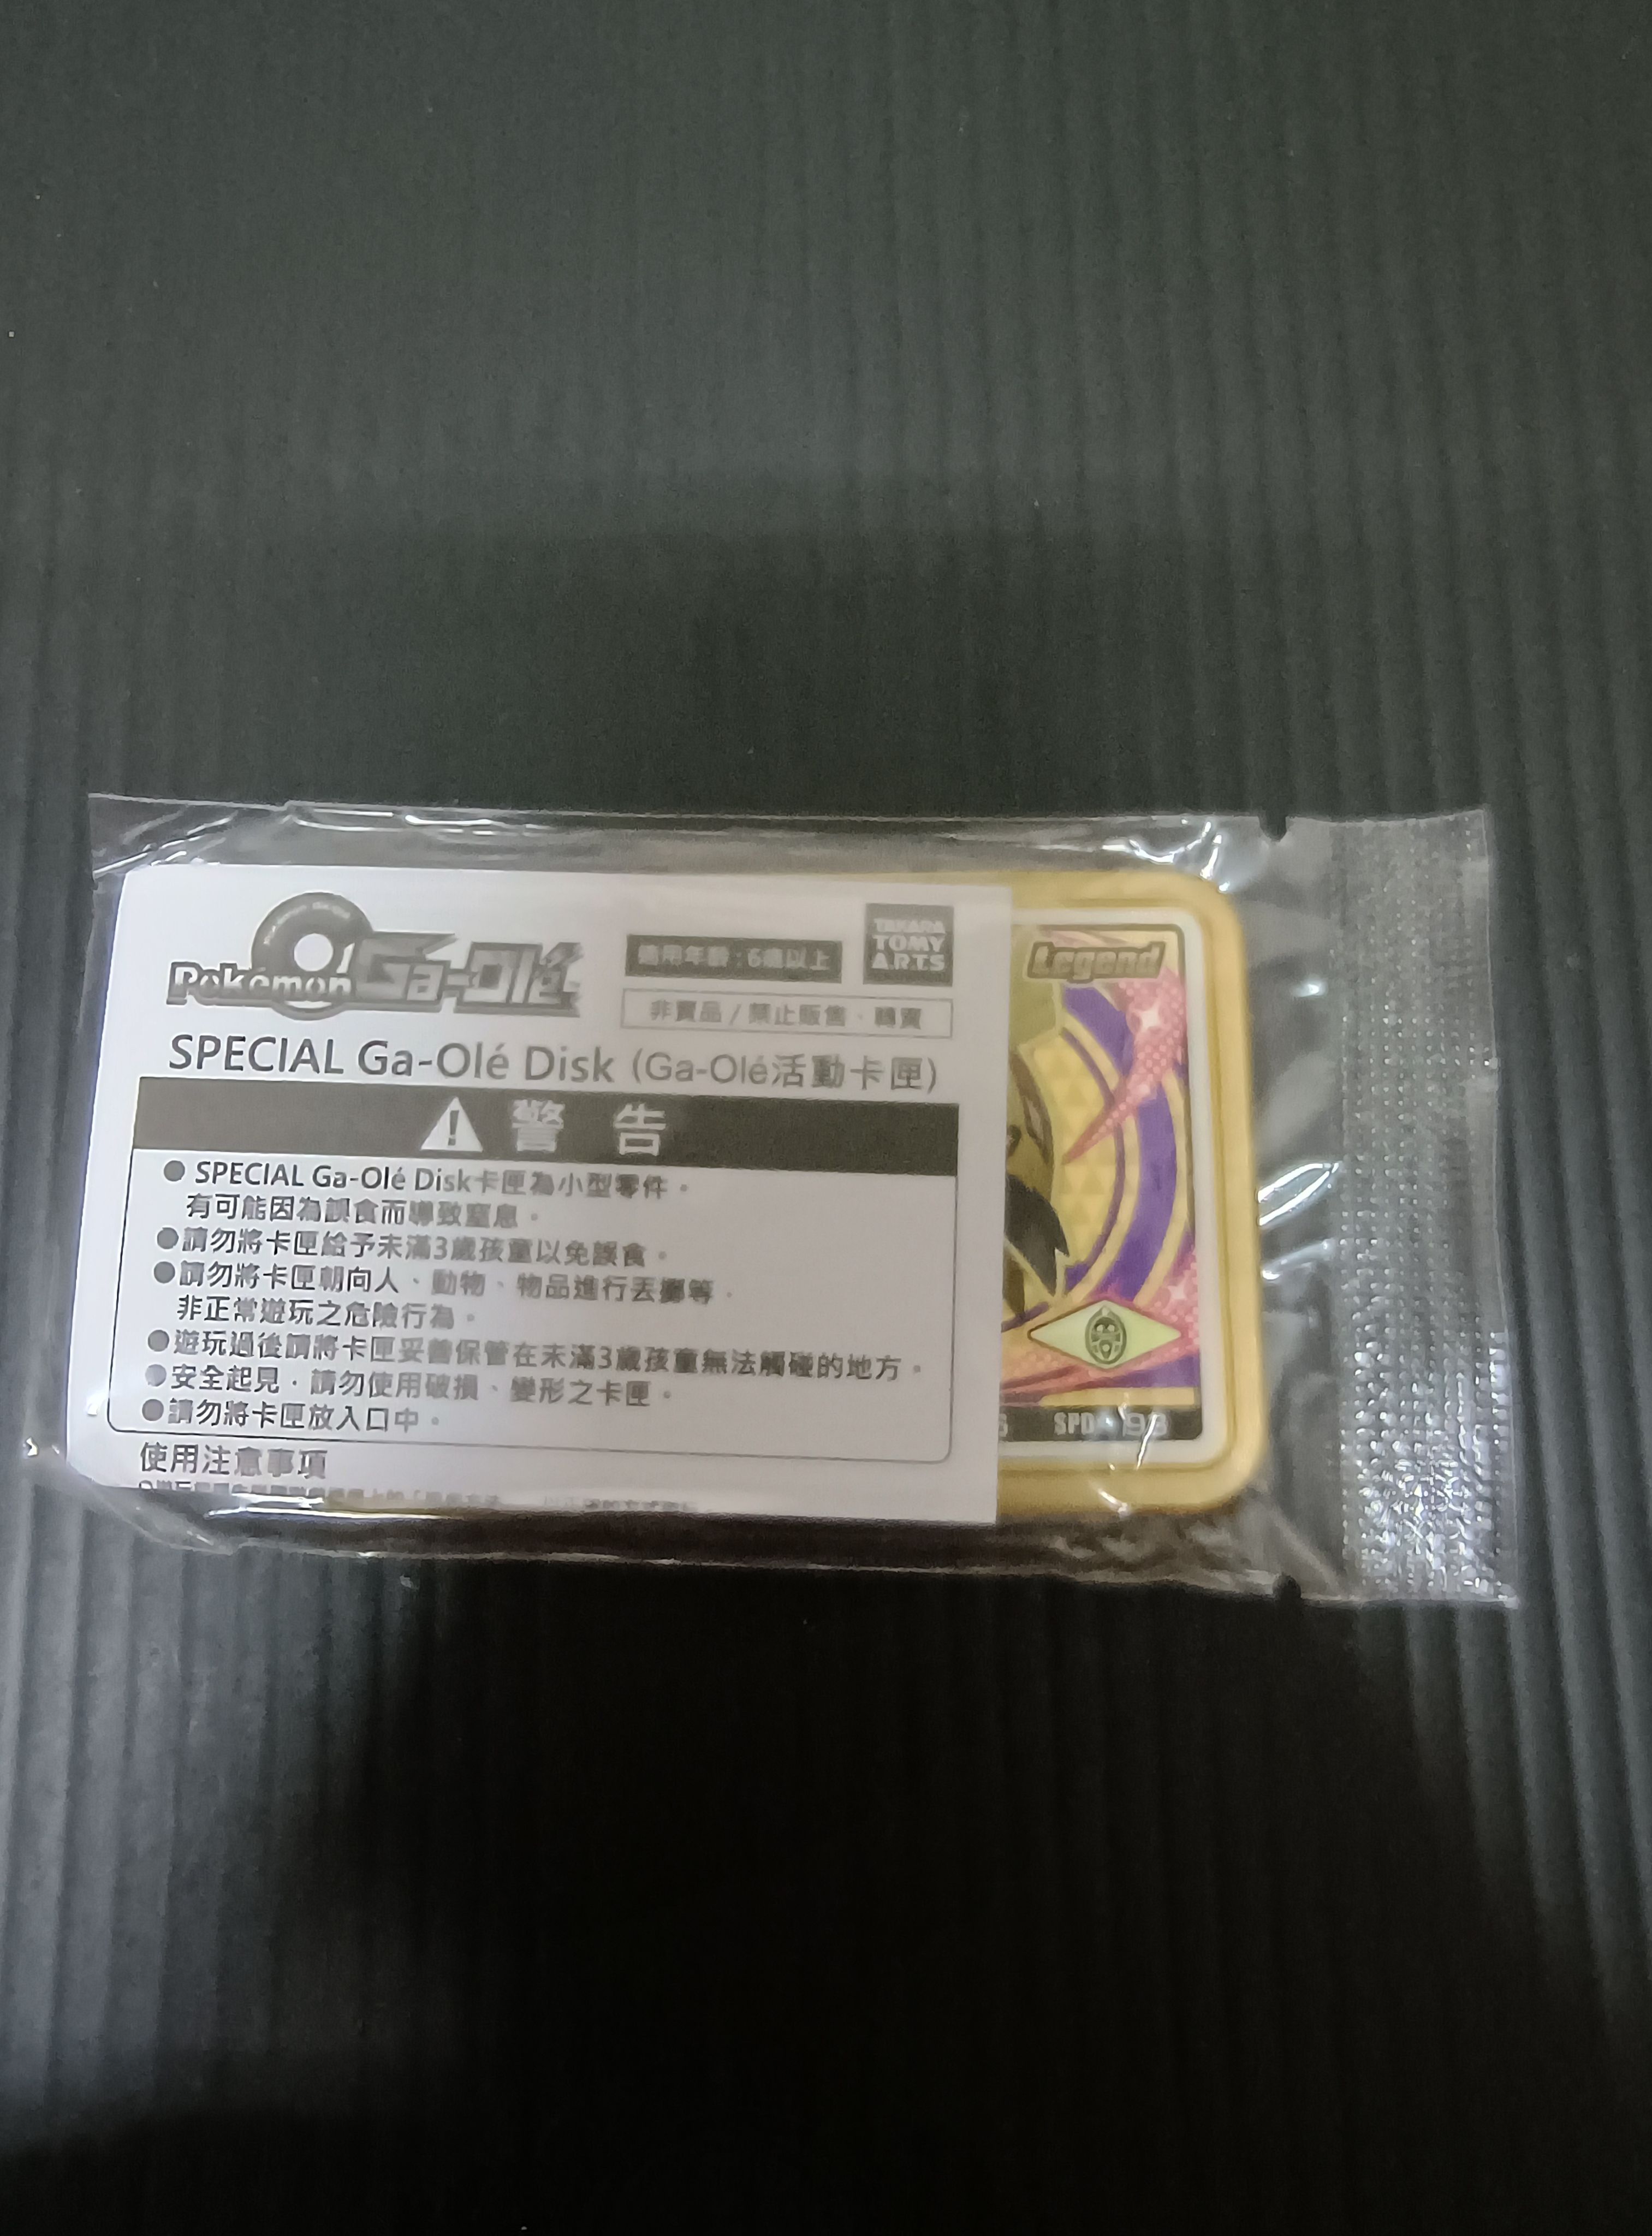 Pokémon Ga-Olé
適用年齡：6歲以上
TAKARA TOMY A.R.T.S
非賣品 / 禁止販售、轉賣
SPECIAL Ga-Olé Disk (Ga-Olé活動卡匣)
警 告
● SPECIAL Ga-Olé Disk卡匣為小型零件。
有可能因為誤食而導致窒息。
●請勿將卡匣給予未滿3歲孩童以免誤食。
●請勿將卡匣朝向人、動物、物品進行丟擲等
非正常遊玩之危險行為。
●遊玩過後請將卡匣妥善保管在未滿3歲孩童無法觸碰的地方。
●安全起見，請勿使用破損、變形之卡匣。
●請勿將卡匣放入口中。
使用注意事項
Legend
SPD 193